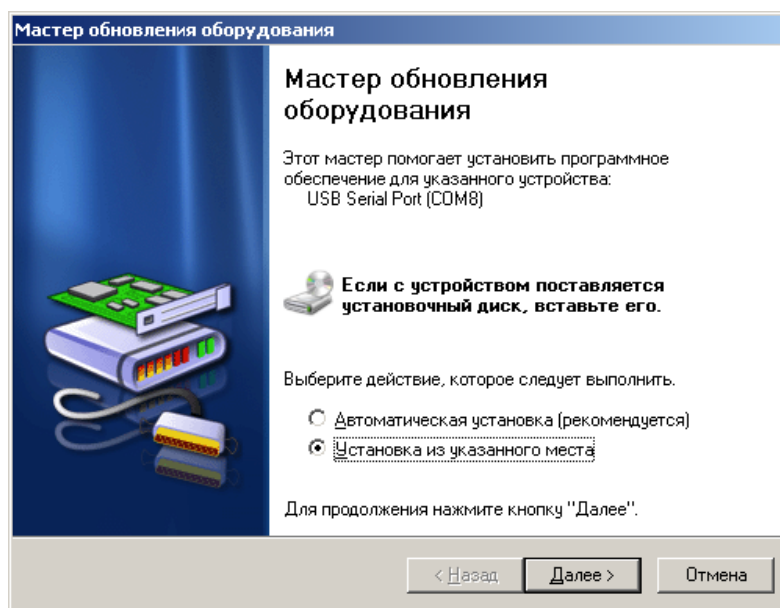 Мастер обновления оборудования
Мастер обновления
оборудования
Этот мастер помогает установить программное
обеспечение для указанного устройства:
USB Serial Port (COM8)
Если с устройством поставляется
установочный диск, вставьте его.
Выберите действие, которое следует выполнить.
Автоматическая установка (рекомендуется)
Установка из указанного места
Для продолжения нажмите кнопку "Далее".
< Назад Далее > Отмена